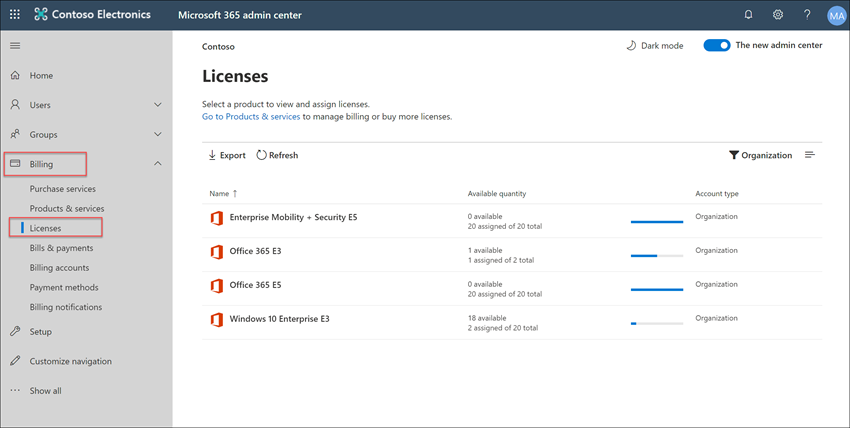 Contoso Electronics
Microsoft 365 admin center
MA
Home
Users
Groups
Billing
Purchase services
Products & services
Licenses
Bills & payments
Billing accounts
Payment methods
Billing notifications
Setup
Customize navigation
Show all
Contoso
Dark mode
The new admin center
Licenses
Select a product to view and assign licenses.
Go to Products & services to manage billing or buy more licenses.
Export
Refresh
Organization
Name ↑
Available quantity
Account type
Enterprise Mobility + Security E5
0 available
20 assigned of 20 total
Organization
Office 365 E3
1 available
1 assigned of 2 total
Organization
Office 365 E5
0 available
20 assigned of 20 total
Organization
Windows 10 Enterprise E3
18 available
2 assigned of 20 total
Organization